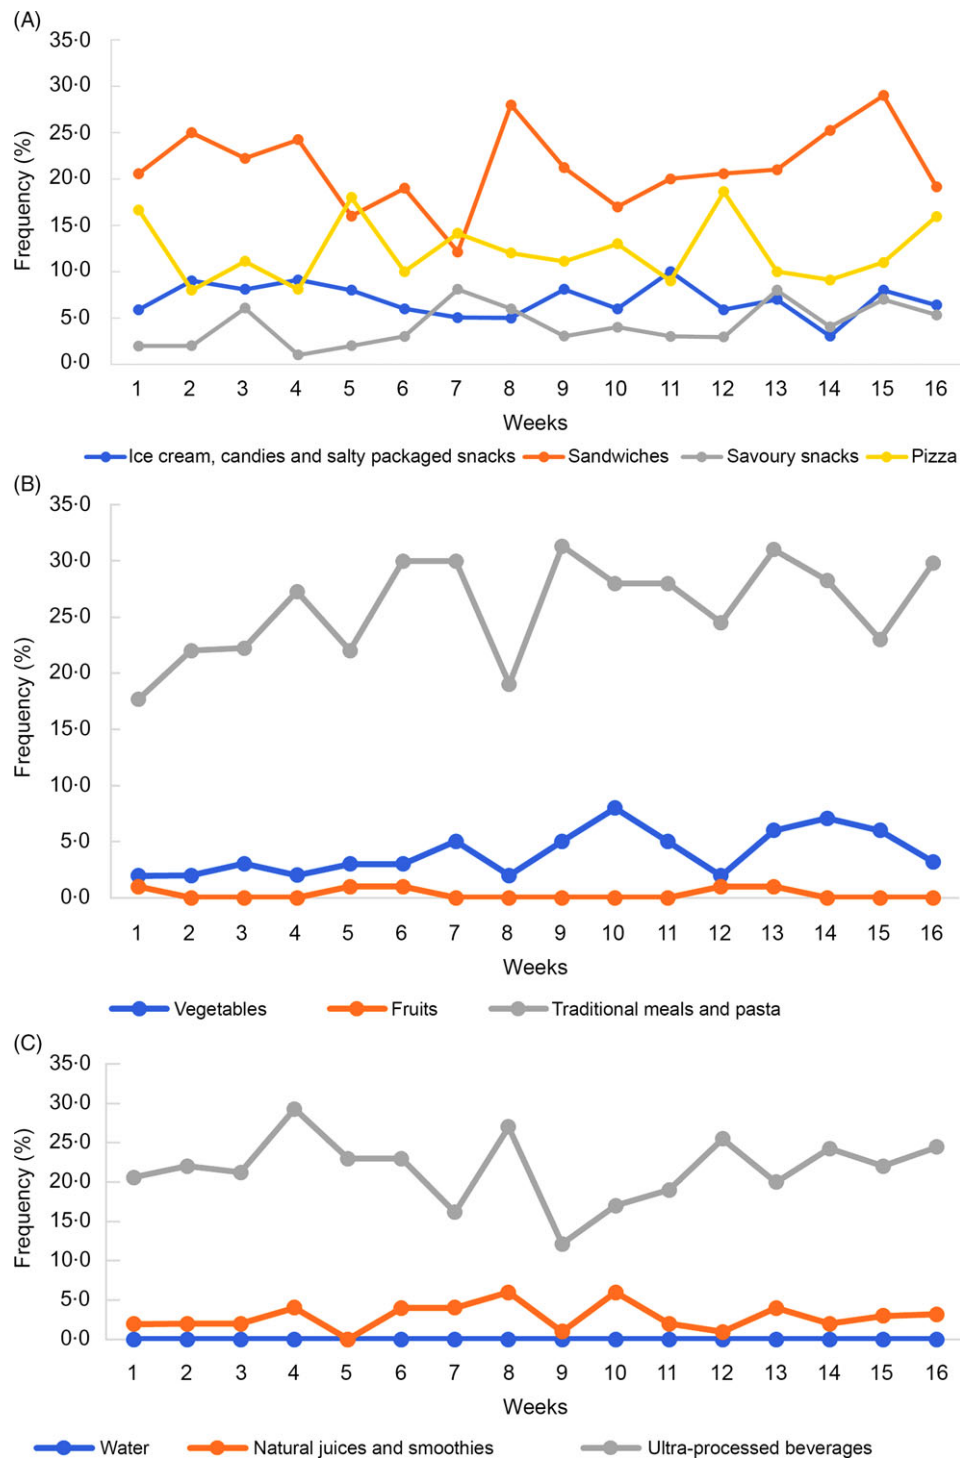 (A)
35·0
30·0
25·0
20·0
15·0
10·0
5·0
0·0
Frequency (%)
1 2 3 4 5 6 7 8 9 10 11 12 13 14 15 16
Weeks
Ice cream, candies and salty packaged snacks Sandwiches Savoury snacks Pizza
(B)
35·0
30·0
25·0
20·0
15·0
10·0
5·0
0·0
Frequency (%)
1 2 3 4 5 6 7 8 9 10 11 12 13 14 15 16
Weeks
Vegetables Fruits Traditional meals and pasta
(C)
35·0
30·0
25·0
20·0
15·0
10·0
5·0
0·0
Frequency (%)
1 2 3 4 5 6 7 8 9 10 11 12 13 14 15 16
Weeks
Water Natural juices and smoothies Ultra-processed beverages